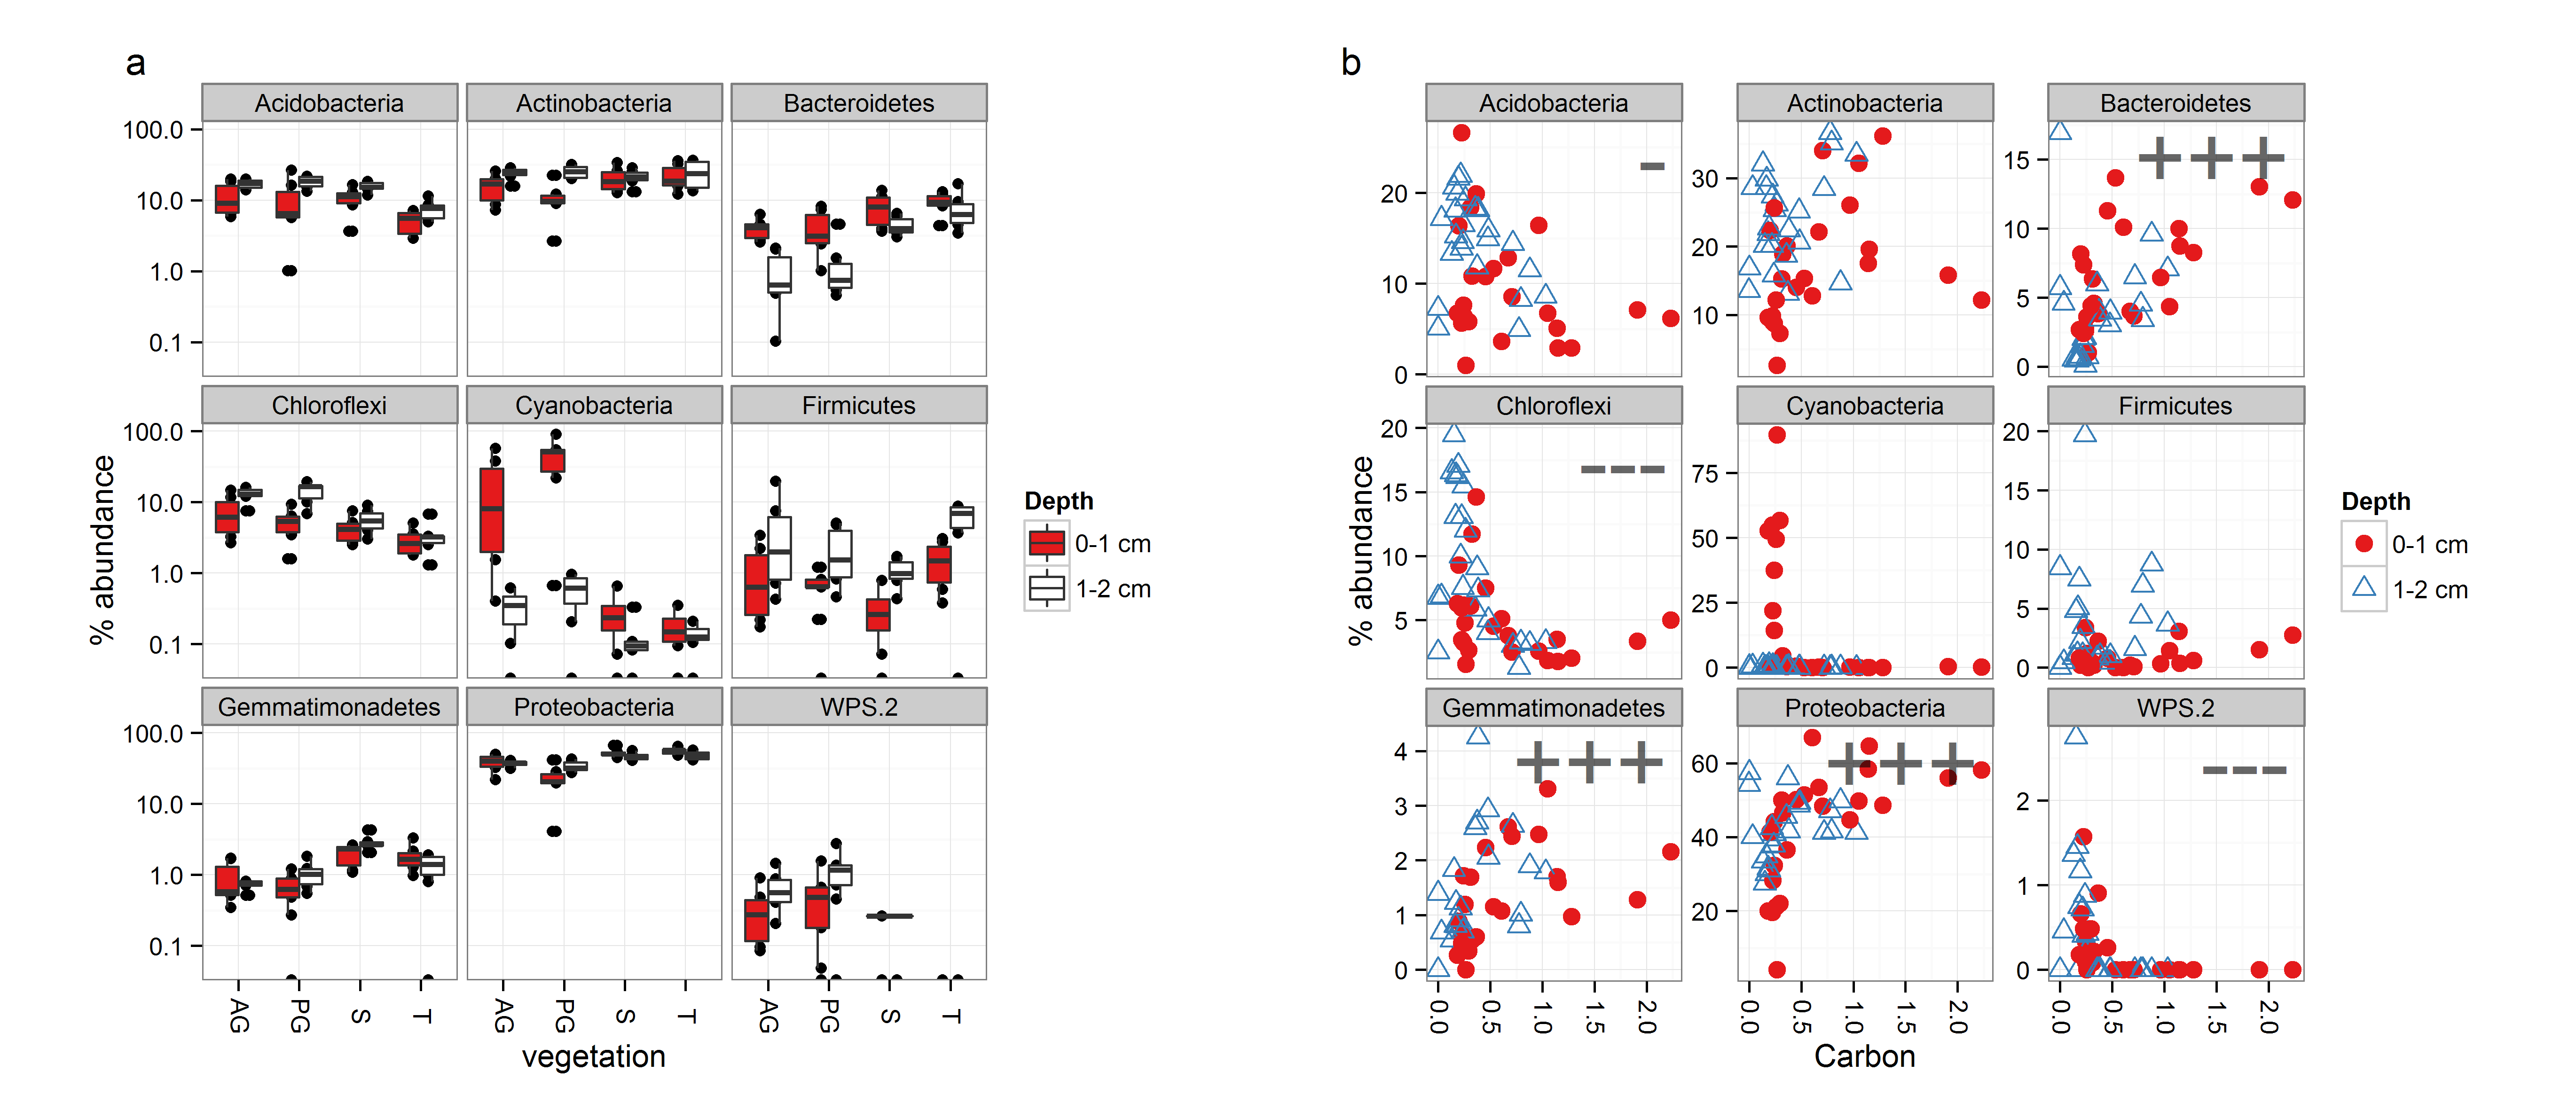 a
Acidobacteria Actinobacteria Bacteroidetes
100.0
10.0
1.0
0.1
Chloroflexi Cyanobacteria Firmicutes
100.0
10.0
1.0
0.1
Gemmatimonadetes Proteobacteria WPS.2
100.0
10.0
1.0
0.1
AG PG S T AG PG S T AG PG S T
% abundance
vegetation
Depth
0-1 cm
1-2 cm
b
Acidobacteria Actinobacteria Bacteroidetes
20 30 15
10 20 10
0 10 5
0
− +++
Chloroflexi Cyanobacteria Firmicutes
20 75 20
15 50 15
10 25 10
5 0 5
0
−−−
Gemmatimonadetes Proteobacteria WPS.2
4 60 2
3 40 1
2 20 0
1
0
+++ +++ −−−
0.0 0.5 1.0 1.5 2.0 0.0 0.5 1.0 1.5 2.0 0.0 0.5 1.0 1.5 2.0
% abundance
Carbon
Depth
0-1 cm
1-2 cm